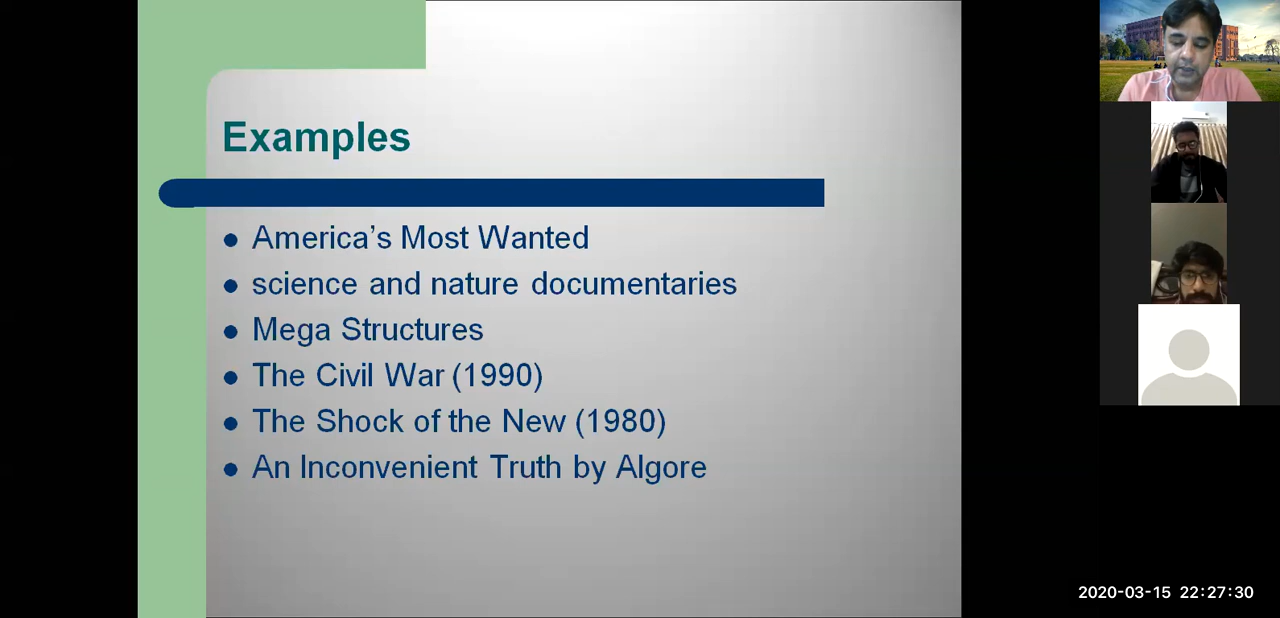 Examples
America’s Most Wanted
science and nature documentaries
Mega Structures
The Civil War (1990)
The Shock of the New (1980)
An Inconvenient Truth by Algore
2020-03-15 22:27:30